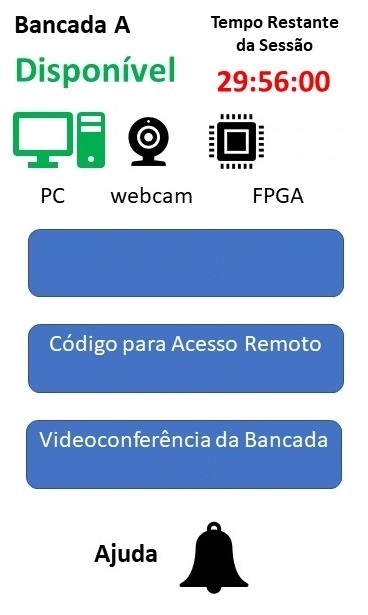 Bancada A
Disponível
Tempo Restante
da Sessão
29:56:00
PC
webcam
FPGA
Código para Acesso Remoto
Videoconferência da Bancada
Ajuda